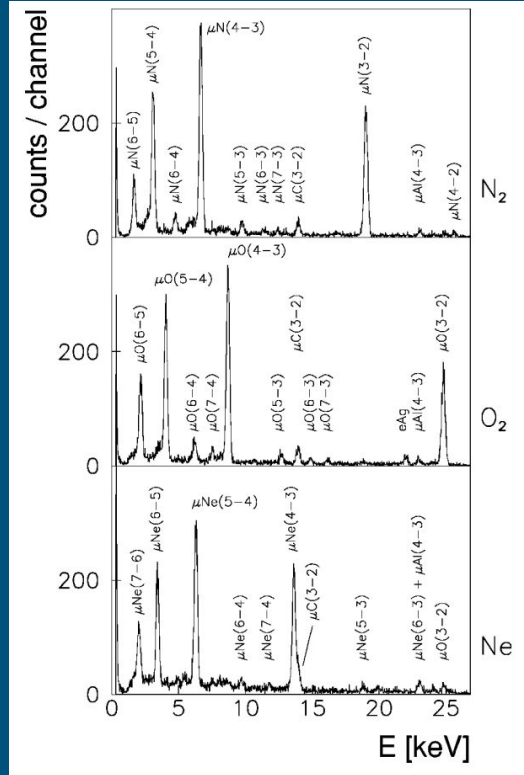 counts / channel
E [keV]
N₂
200
0
μN(6−5)
μN(5−4)
μN(6−4)
μN(4−3)
μN(5−3)
μN(6−3)
μN(7−3)
μC(3−2)
μN(3−2)
μAl(4−3)
μN(4−2)
O₂
200
0
μO(6−5)
μO(5−4)
μO(6−4)
μO(7−4)
μO(4−3)
μO(5−3)
μC(3−2)
μO(6−3)
μO(7−3)
eAg
μAl(4−3)
μO(3−2)
Ne
200
0
μNe(7−6)
μNe(6−5)
μNe(5−4)
μNe(6−4)
μNe(7−4)
μNe(4−3)
μC(3−2)
μNe(5−3)
μNe(6−3) + μAl(4−3)
μO(3−2)
0 5 10 15 20 25